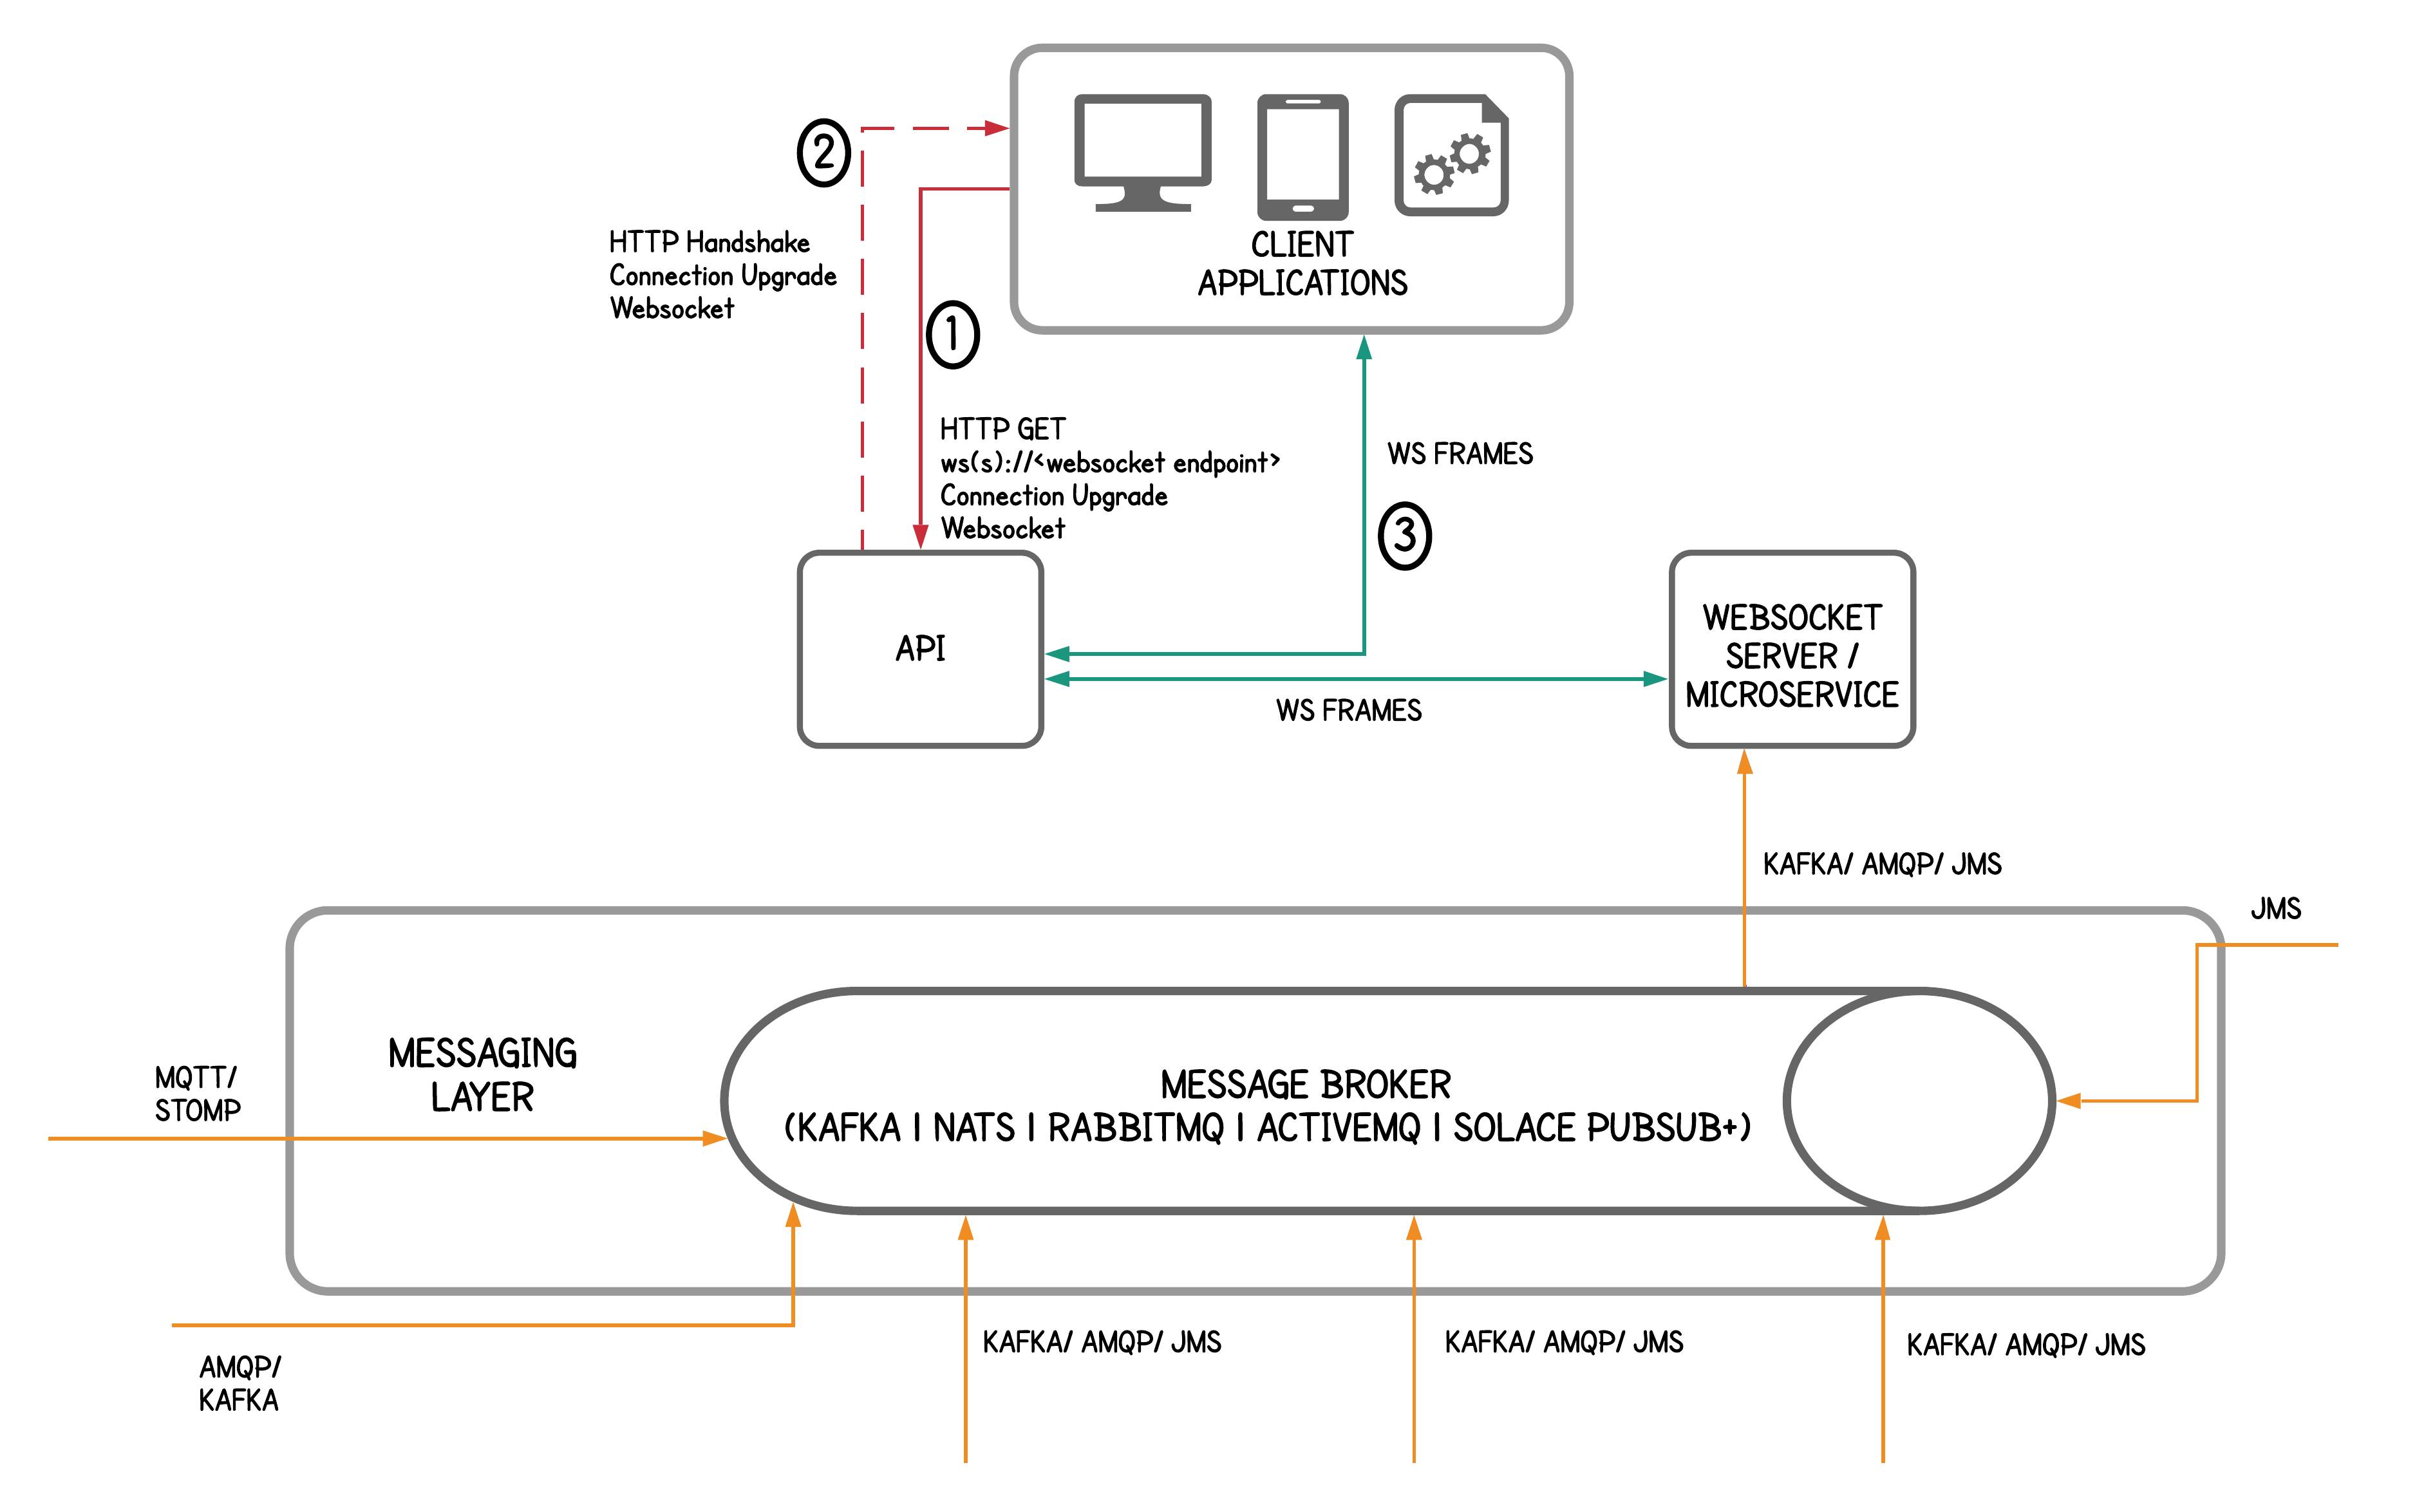 2
HTTP Handshake
Connection Upgrade
Websocket
CLIENT
APPLICATIONS
1
HTTP GET
ws(s)://<websocket endpoint>
Connection Upgrade
Websocket
WS FRAMES
3
API
WEBSOCKET
SERVER /
MICROSERVICE
WS FRAMES
KAFKA/ AMQP/ JMS
JMS
MESSAGING
LAYER
MQTT/
STOMP
MESSAGE BROKER
(KAFKA | NATS | RABBITMQ | ACTIVEMQ | SOLACE PUBSUB+)
AMQP/
KAFKA
KAFKA/ AMQP/ JMS
KAFKA/ AMQP/ JMS
KAFKA/ AMQP/ JMS